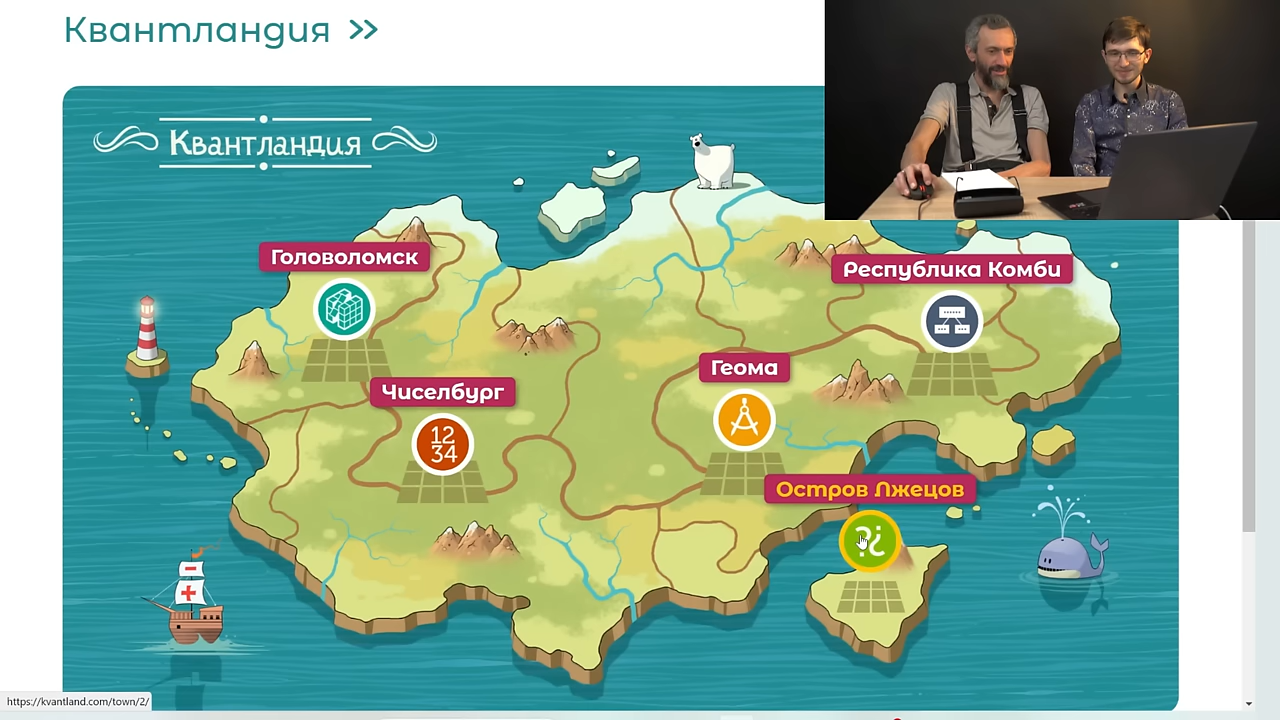 Квантландия >>
Квантландия
Головоломск
Республика Комби
Геома
Чиселбург
12
34
Остров Лжецов
?¿
https://kvantland.com/town/2/